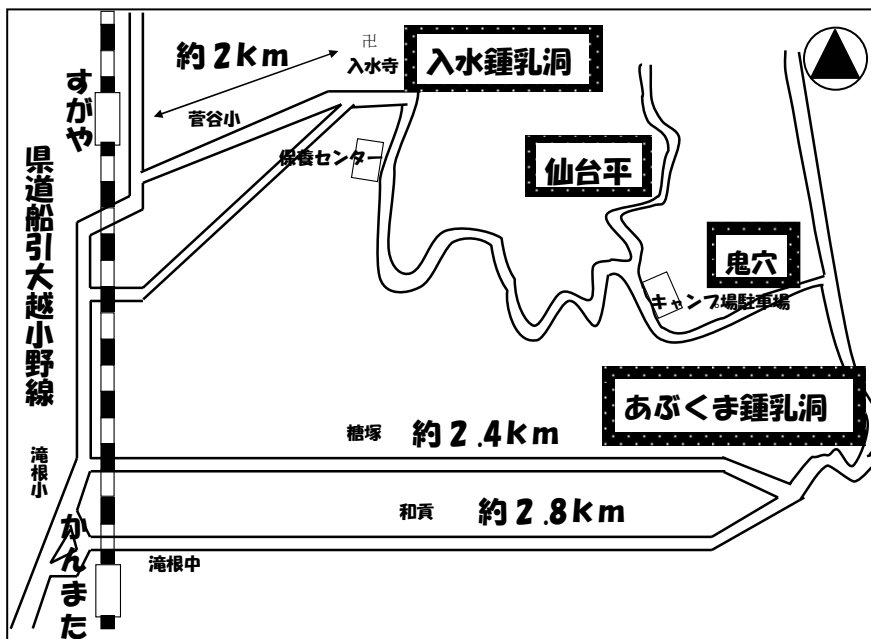 約2Km
卍
入水寺
入水鍾乳洞
すがや
菅谷小
保養センター
仙台平
県道船引大越小野線
鬼穴
キャンプ場駐車場
あぶくま鍾乳洞
糖塚
約2.4Km
滝根小
和貢
約2.8Km
かんまた
滝根中